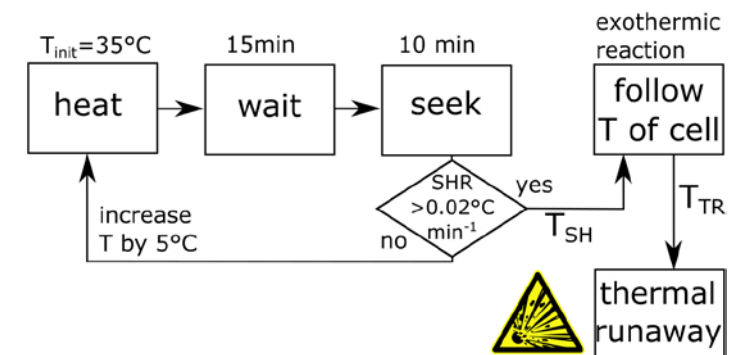 T_init=35°C
heat
15min
wait
10 min
seek
exothermic
reaction
follow
T of cell
SHR
>0.02°C
min⁻¹
yes
T_SH
no
increase
T by 5°C
T_TR
thermal
runaway